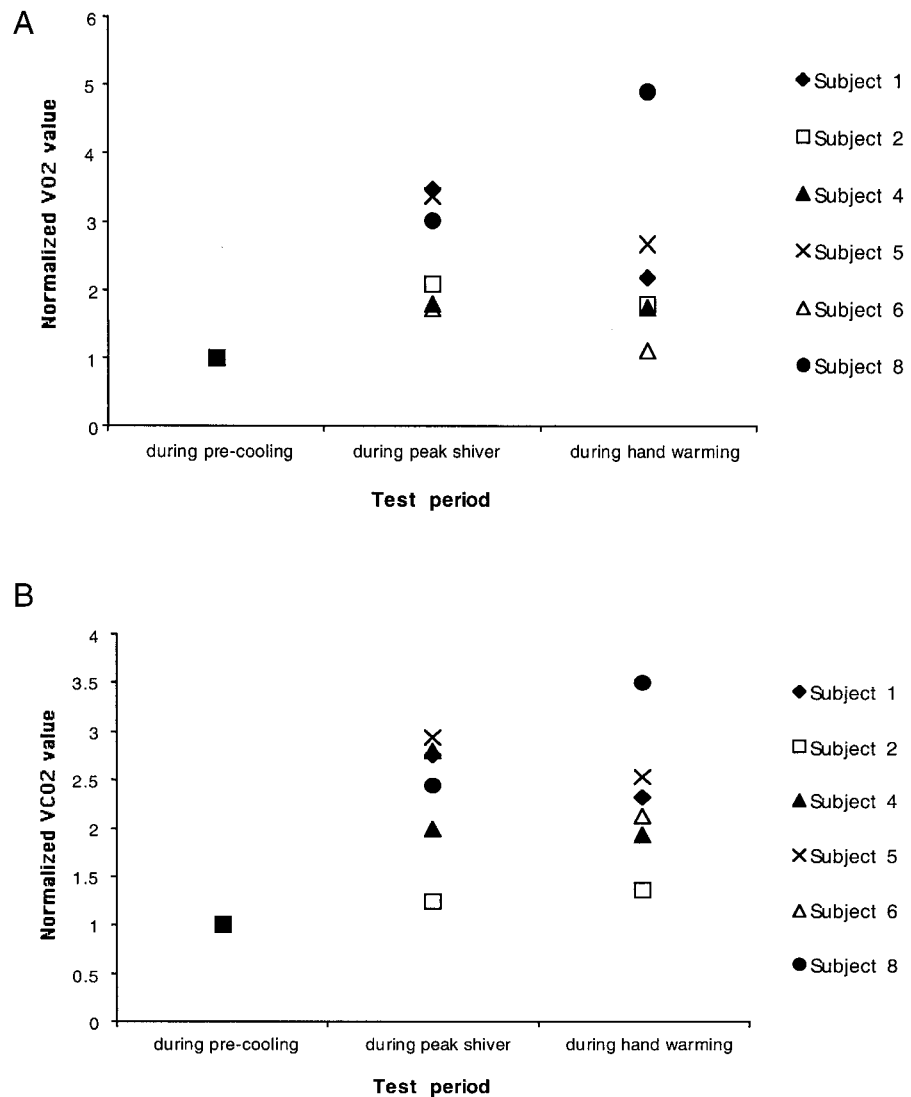 A
6
5
4
3
2
1
0
Normalized VO2 value
during pre-cooling
during peak shiver
during hand warming
Test period
Subject 1
Subject 2
Subject 4
Subject 5
Subject 6
Subject 8
B
4
3.5
3
2.5
2
1.5
1
0.5
0
Normalized VCO2 value
during pre-cooling
during peak shiver
during hand warming
Test period
Subject 1
Subject 2
Subject 4
Subject 5
Subject 6
Subject 8